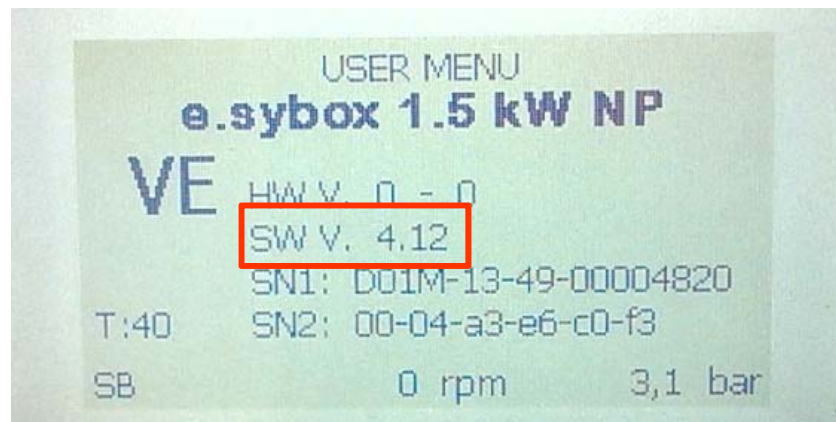 USER MENU
e.sybox 1.5 kW NP
VE
HW V. 0 - 0
SW V. 4.12
SN1: D01M-13-49-00004820
T:40 SN2: 00-04-a3-e6-c0-f3
SB 0 rpm 3,1 bar